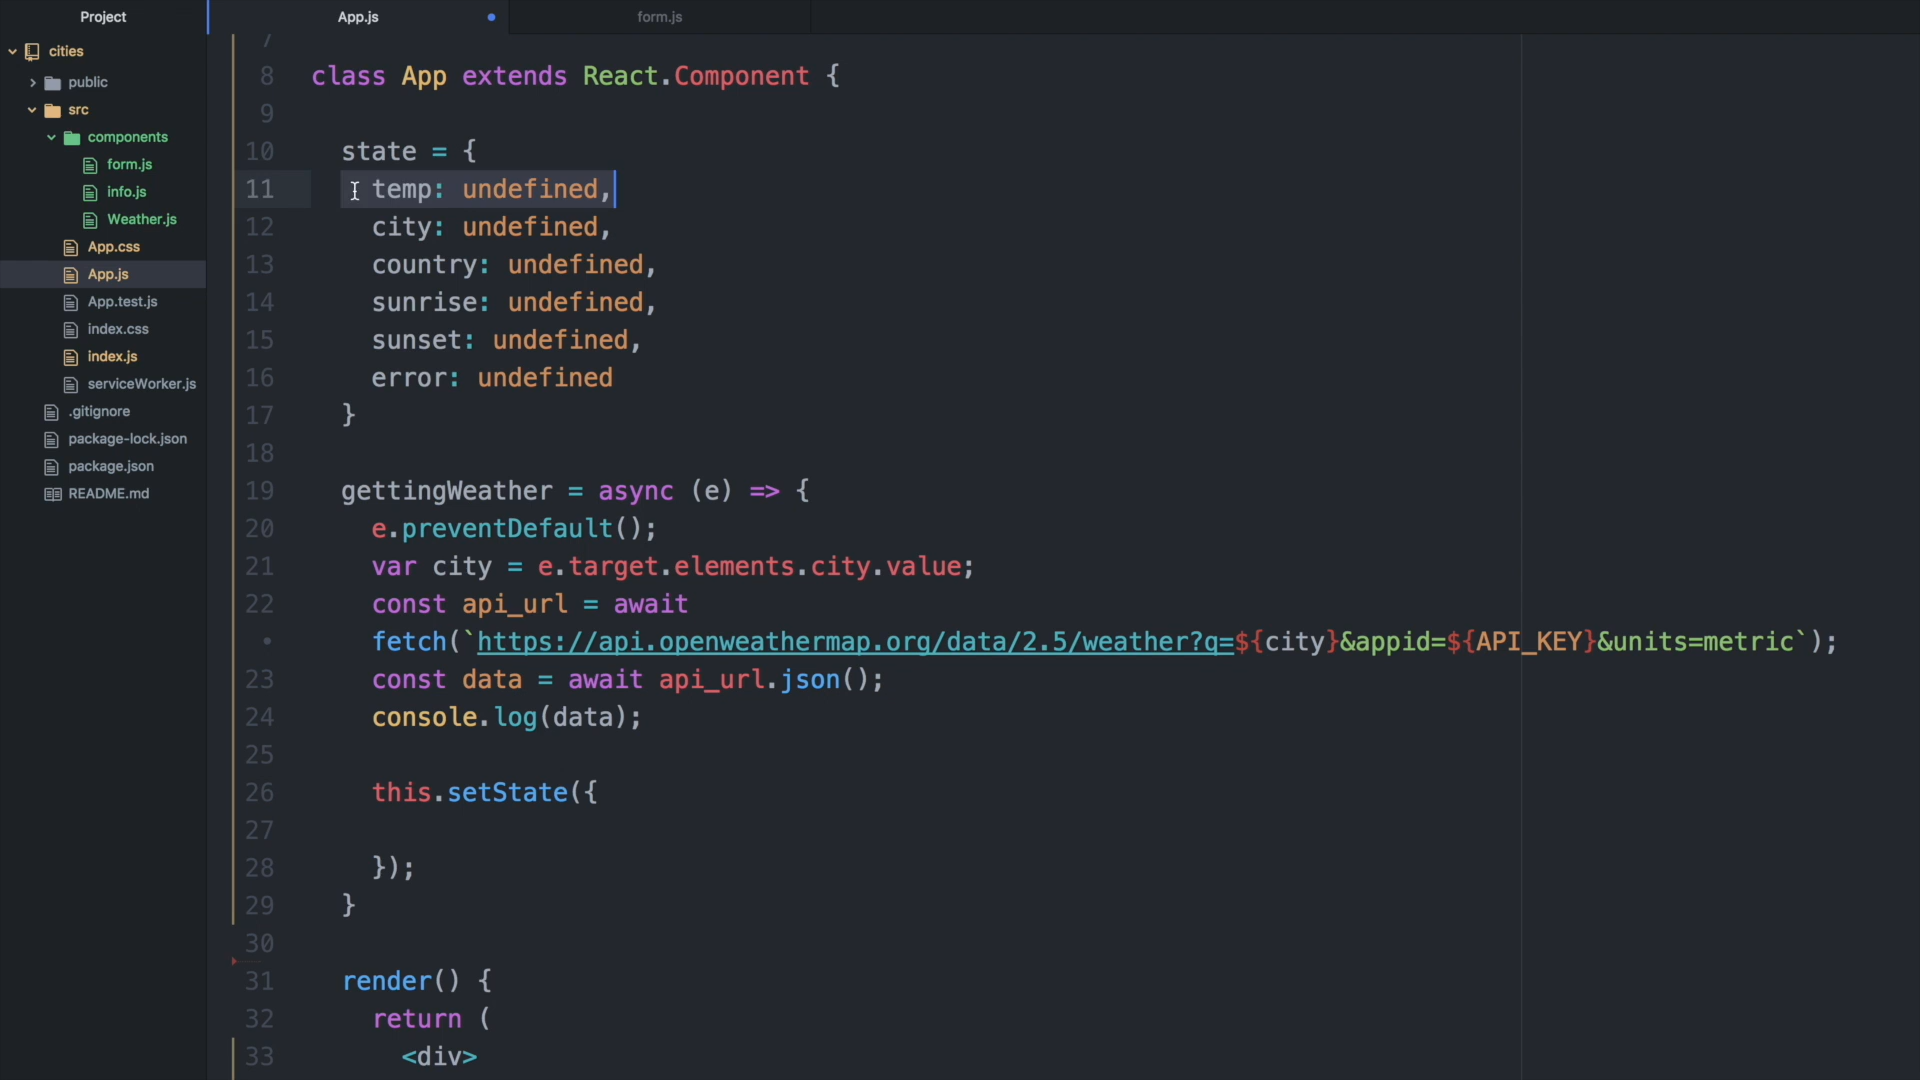 Project
cities
public
src
components
form.js
info.js
Weather.js
App.css
App.js
App.test.js
index.css
index.js
serviceWorker.js
.gitignore
package-lock.json
package.json
README.md
App.js
form.js
7
8 class App extends React.Component {
9
10 state = {
11 temp: undefined,
12 city: undefined,
13 country: undefined,
14 sunrise: undefined,
15 sunset: undefined,
16 error: undefined
17 }
18
19 gettingWeather = async (e) => {
20 e.preventDefault();
21 var city = e.target.elements.city.value;
22 const api_url = await
• fetch(`https://api.openweathermap.org/data/2.5/weather?q=${city}&appid=${API_KEY}&units=metric`);
23 const data = await api_url.json();
24 console.log(data);
25
26 this.setState({
27
28 });
29 }
30
31 render() {
32 return (
33 <div>